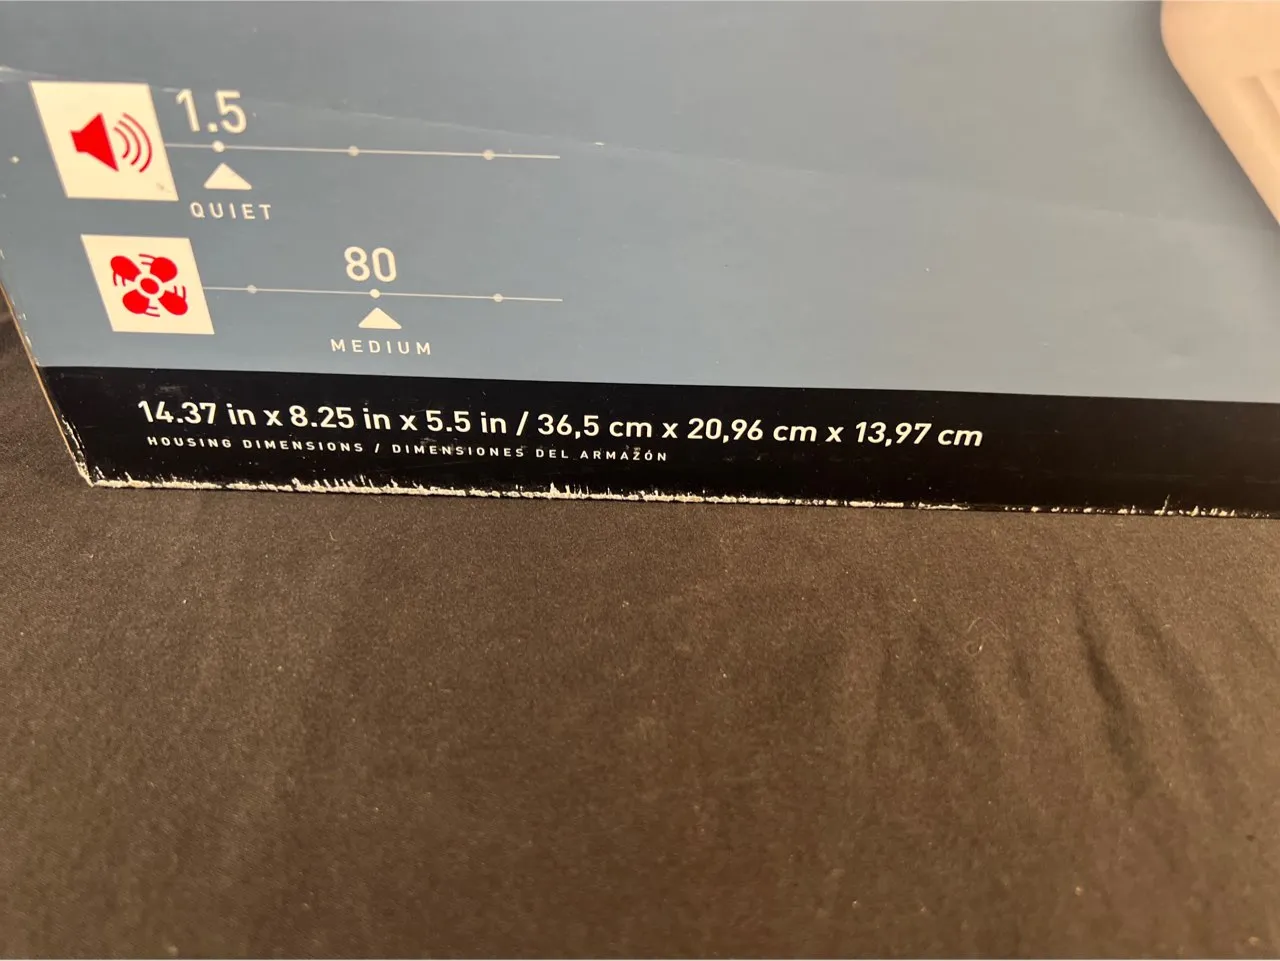 1.5
QUIET
80
MEDIUM
14.37 in x 8.25 in x 5.5 in / 36,5 cm x 20,96 cm x 13,97 cm
HOUSING DIMENSIONS / DIMENSIONES DEL ARMAZÓN